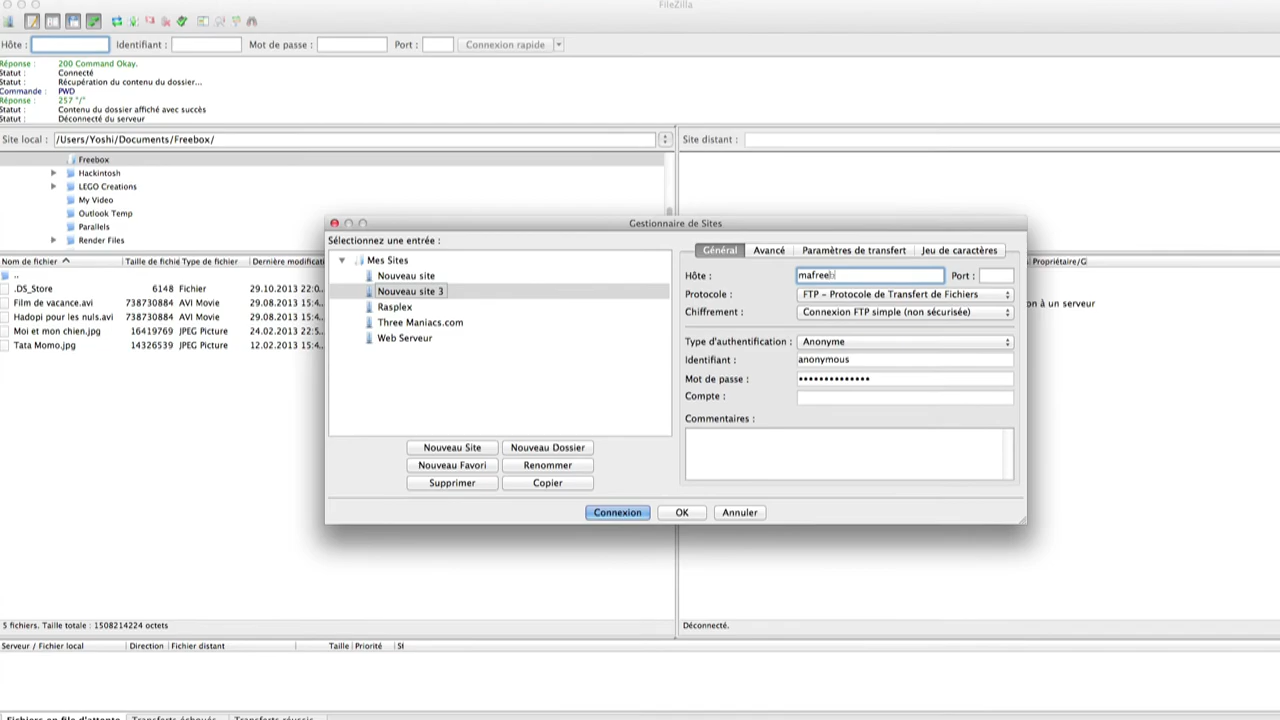 FileZilla
Hôte : Identifiant : Mot de passe : Port : Connexion rapide
Réponse : 200 Command Okay.
Statut : Connecté
Statut : Récupération du contenu du dossier...
Commande : PWD
Réponse : 257 "/"
Statut : Contenu du dossier affiché avec succès
Statut : Déconnecté du serveur
Site local : /Users/Yoshi/Documents/Freebox/
Site distant :
Freebox
Hackintosh
LEGO Creations
My Video
Outlook Temp
Parallels
Render Files
Nom de fichier Taille de fichie Type de fichier Dernière modificati
..
.DS_Store 6148 Fichier 29.10.2013 22:0..
Film de vacance.avi 738730884 AVI Movie 29.08.2013 15:4..
Hadopi pour les nuls.avi 738730884 AVI Movie 29.08.2013 15:4..
Moi et mon chien.jpg 16419769 JPEG Picture 24.02.2013 22:5..
Tata Momo.jpg 14326539 JPEG Picture 12.02.2013 15:4..
5 fichiers. Taille totale : 1508214224 octets
Propriétaire/G
on à un serveur
Déconnecté.
Gestionnaire de Sites
Sélectionnez une entrée :
Mes Sites
Nouveau site
Nouveau site 3
Rasplex
Three Maniacs.com
Web Serveur
Nouveau Site Nouveau Dossier
Nouveau Favori Renommer
Supprimer Copier
Général Avancé Paramètres de transfert Jeu de caractères
Hôte : mafreeb Port :
Protocole : FTP - Protocole de Transfert de Fichiers
Chiffrement : Connexion FTP simple (non sécurisée)
Type d'authentification : Anonyme
Identifiant : anonymous
Mot de passe : ••••••••••••••
Compte :
Commentaires :
Connexion OK Annuler
Serveur / Fichier local Direction Fichier distant Taille Priorité St
Fichiers en file d'attente Transferts échoués Transferts réussis